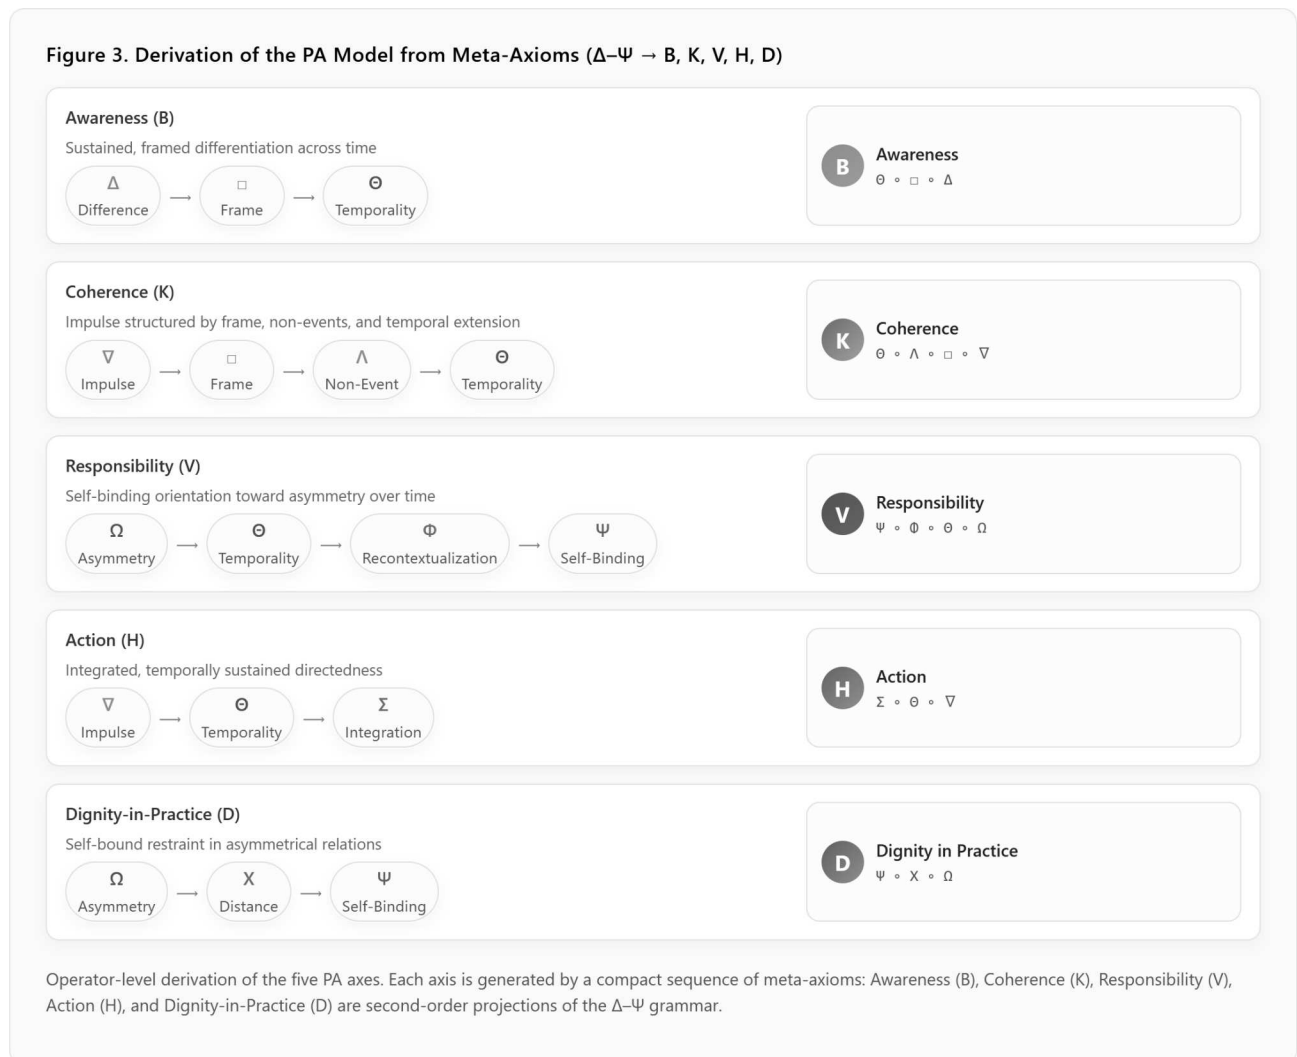 Figure 3. Derivation of the PA Model from Meta-Axioms (Δ–Ψ → B, K, V, H, D)
Awareness (B)
Sustained, framed differentiation across time
Δ → □ → Θ
Difference Frame Temporality
B
Awareness
Θ ∘ □ ∘ Δ
Coherence (K)
Impulse structured by frame, non-events, and temporal extension
∇ → □ → Λ → Θ
Impulse Frame Non-Event Temporality
K
Coherence
Θ ∘ Λ ∘ □ ∘ ∇
Responsibility (V)
Self-binding orientation toward asymmetry over time
Ω → Θ → Φ → Ψ
Asymmetry Temporality Recontextualization Self-Binding
V
Responsibility
Ψ ∘ Φ ∘ Θ ∘ Ω
Action (H)
Integrated, temporally sustained directedness
∇ → Θ → Σ
Impulse Temporality Integration
H
Action
Σ ∘ Θ ∘ ∇
Dignity-in-Practice (D)
Self-bound restraint in asymmetrical relations
Ω → Χ → Ψ
Asymmetry Distance Self-Binding
D
Dignity in Practice
Ψ ∘ Χ ∘ Ω
Operator-level derivation of the five PA axes. Each axis is generated by a compact sequence of meta-axioms: Awareness (B), Coherence (K), Responsibility (V),
Action (H), and Dignity-in-Practice (D) are second-order projections of the Δ–Ψ grammar.